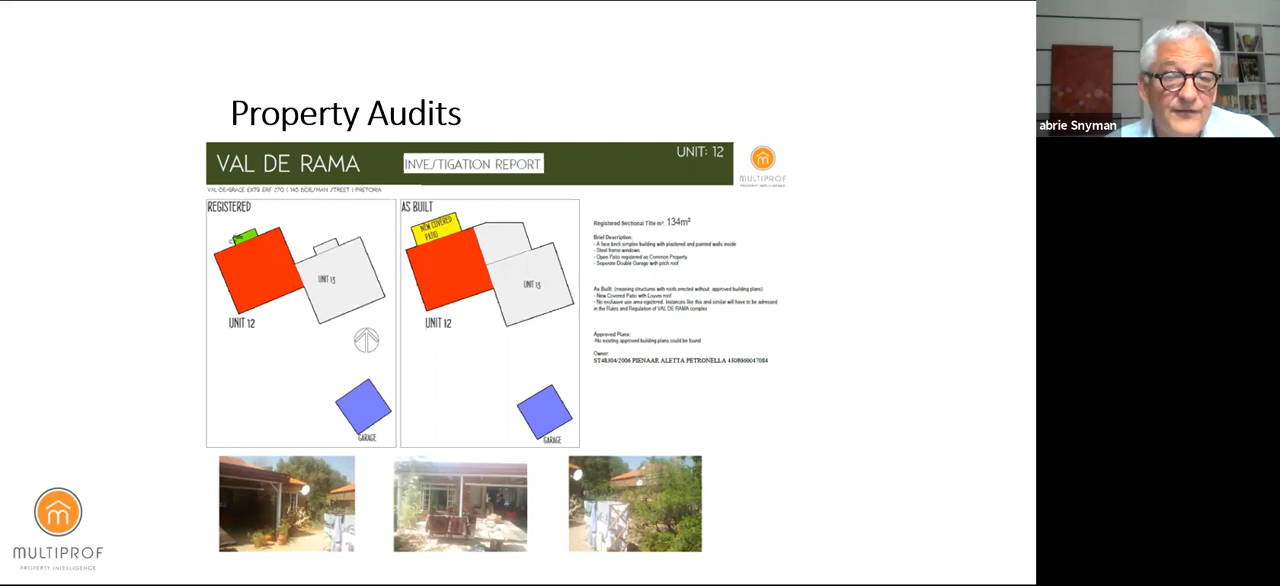 Property Audits
VAL DE RAMA
INVESTIGATION REPORT
UNIT: 12
MULTIPROF
PROPERTY INTELLIGENCE
VAL-DE-GRACE EX79 ERF 270 | 146 BOESMAN STREET | PRETORIA
REGISTERED
UNIT 13
UNIT 12
GARAGE
AS BUILT
NEW COVERED
PATIO
UNIT 13
UNIT 12
GARAGE
Registered Sectional Title m²: 134m²
Brief Description:
- A face brick simplex building with plastered and painted walls inside
- Steel frame windows
- Open Patio registered as Common Property
- Seperate Double Garage with pitch roof
As Built: (meaning structures with roofs erected without approved building plans)
- New Covered Patio with Louvre roof
- No exclusive use area registered. Instances like this and similar will have to be adressed
in the Rules and Regulation of VAL DE RAMA complex
Approved Plans:
-No existing approved building plans could be found
Owner:
ST48304/2006 PIENAAR ALETTA PETRONELLA
MULTIPROF
PROPERTY INTELLIGENCE
abrie Snyman